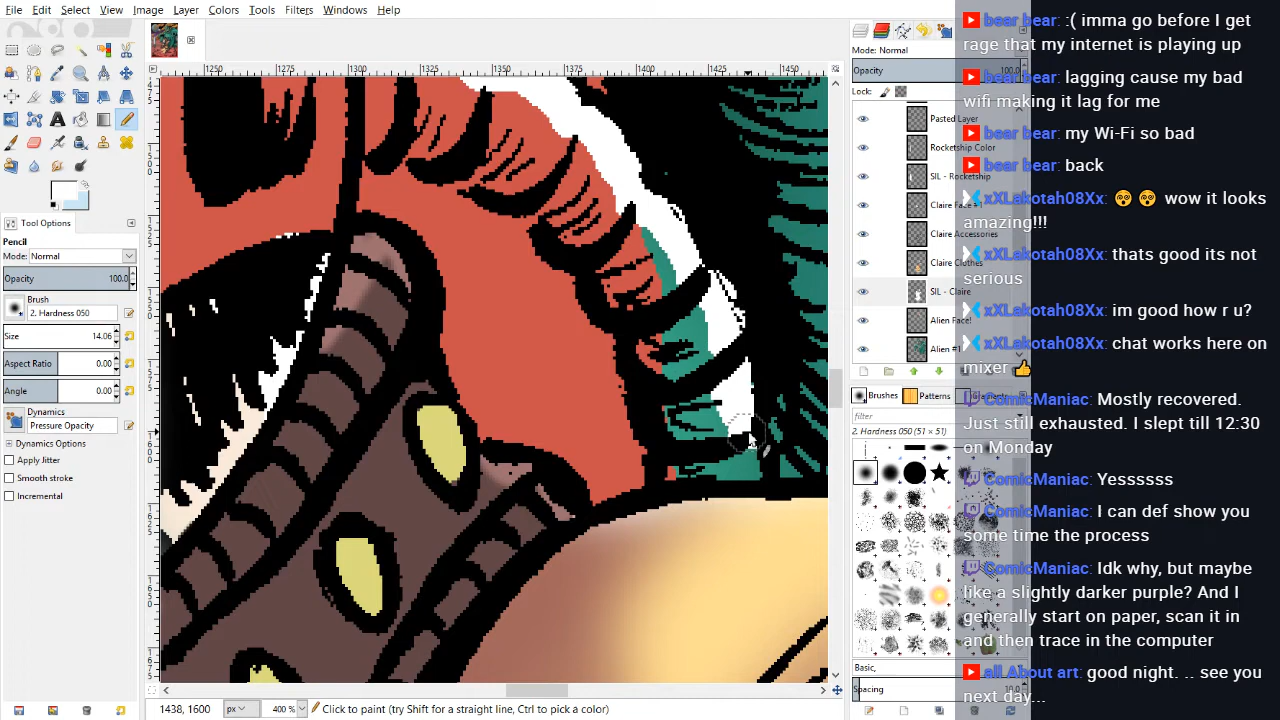 File Edit Select View Image Layer Colors Tools Filters Windows Help
1250 1275 1300 1325 1350 1375 1400 1425 1450
Tool Options
Pencil
Mode: Normal
Opacity 100.0
Brush
2. Hardness 050
Size 14.06
Aspect Ratio 0.00
Angle 0.00
Dynamics
Pressure Opacity
Dynamics Options
Apply Jitter
Smooth stroke
Incremental
1438, 1600 px 400 % Click to paint (try Shift for a straight line, Ctrl to pick a color)
Mode: Normal
Opacity 100.0
Lock:
Pasted Layer
Rocketship Color
SIL - Rocketship
Claire Face #1
Claire Accessories
Claire Clothes
SIL - Claire
Alien Face!
Alien #1
Brushes Patterns Gradients
filter
2. Hardness 050 (51 × 51)
Basic,
Spacing 10.0
bear bear: :( imma go before I get
rage that my internet is playing up
bear bear: lagging cause my bad
wifi making it lag for me
bear bear: my Wi-Fi so bad
bear bear: back
xXLakotah08Xx: 😵 😵 wow it looks
amazing!!!
xXLakotah08Xx: thats good its not
serious
xXLakotah08Xx: im good how r u?
xXLakotah08Xx: chat works here on
mixer 👍
ComicManiac: Mostly recovered.
Just still exhausted. I slept till 12:30
on Monday
ComicManiac: Yessssss
ComicManiac: I can def show you
some time the process
ComicManiac: Idk why, but maybe
like a slightly darker purple? And I
generally start on paper, scan it in
and then trace in the computer
all About art: good night. .. see you
next day...